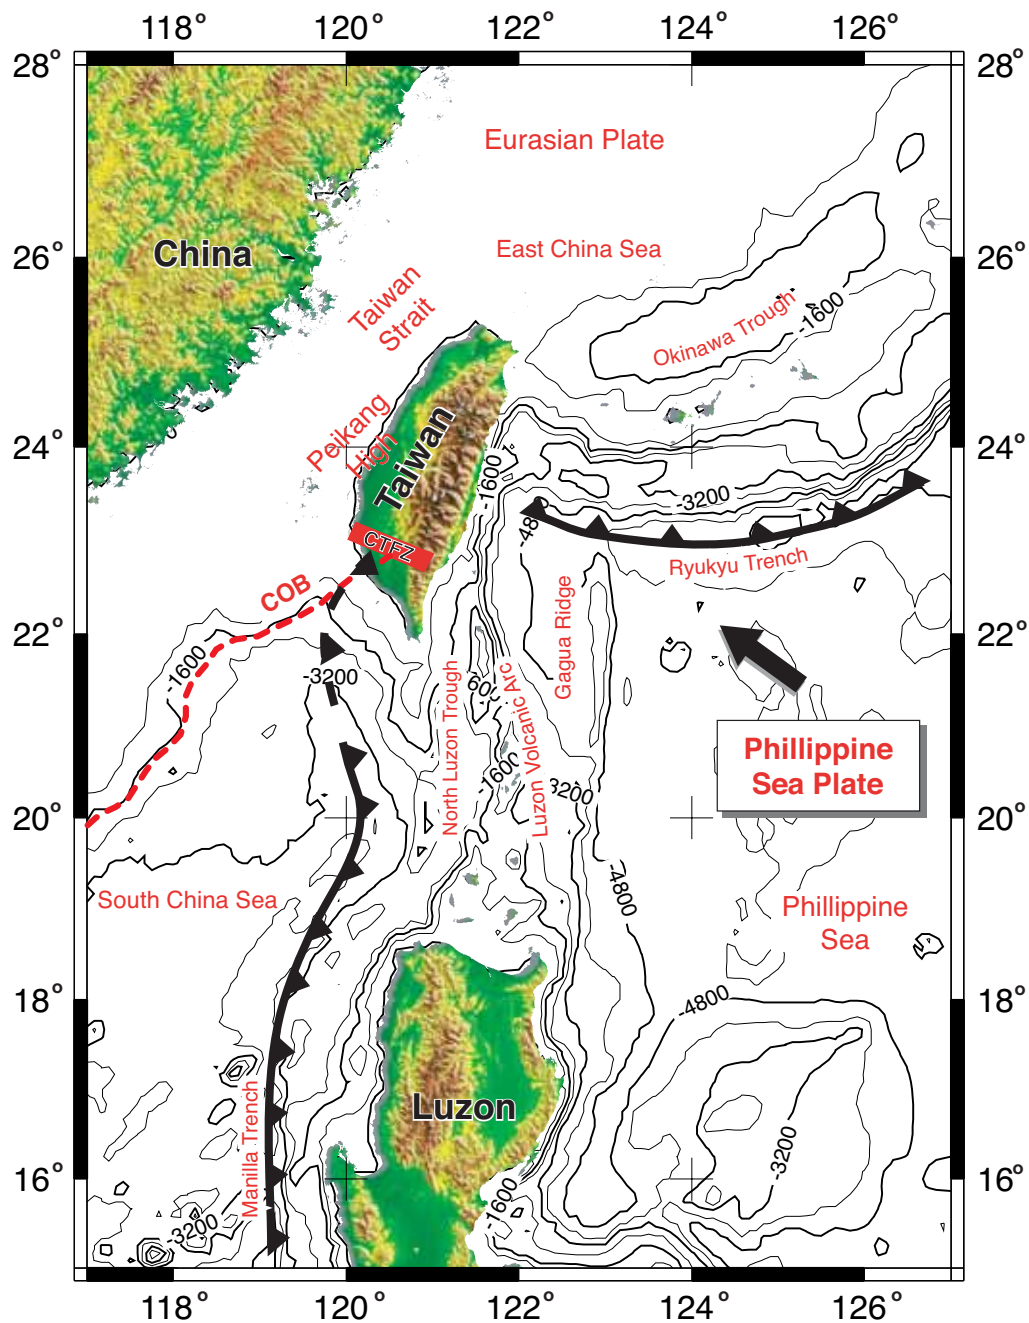 118°
120°
122°
124°
126°
28°
28°
Eurasian Plate
China
East China Sea
26°
26°
Taiwan
Strait
Okinawa Trough
-1600
Peikang
High
Taiwan
24°
24°
-1600
-3200
-4800
CTFZ
Ryukyu Trench
COB
Gagua Ridge
22°
22°
-1600
-3200
North Luzon Trough
Luzon Volcanic Arc
Phillippine
Sea Plate
-1600
3200
20°
20°
-4800
South China Sea
Phillippine
Sea
18°
18°
-4800
Manilla Trench
Luzon
-3200
16°
16°
-1600
-3200
118°
120°
122°
124°
126°